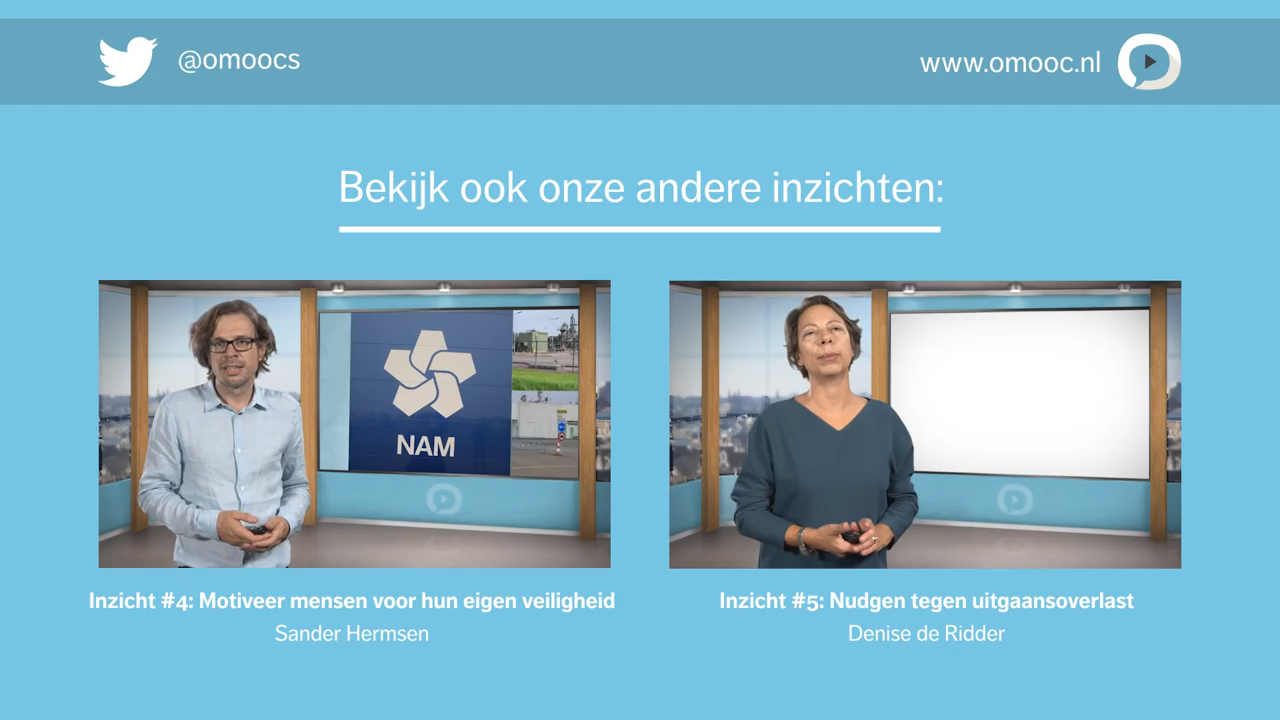 @omoocs
www.omooc.nl
Bekijk ook onze andere inzichten:
NAM
Inzicht #4: Motiveer mensen voor hun eigen veiligheid
Sander Hermsen
Inzicht #5: Nudgen tegen uitgaansoverlast
Denise de Ridder